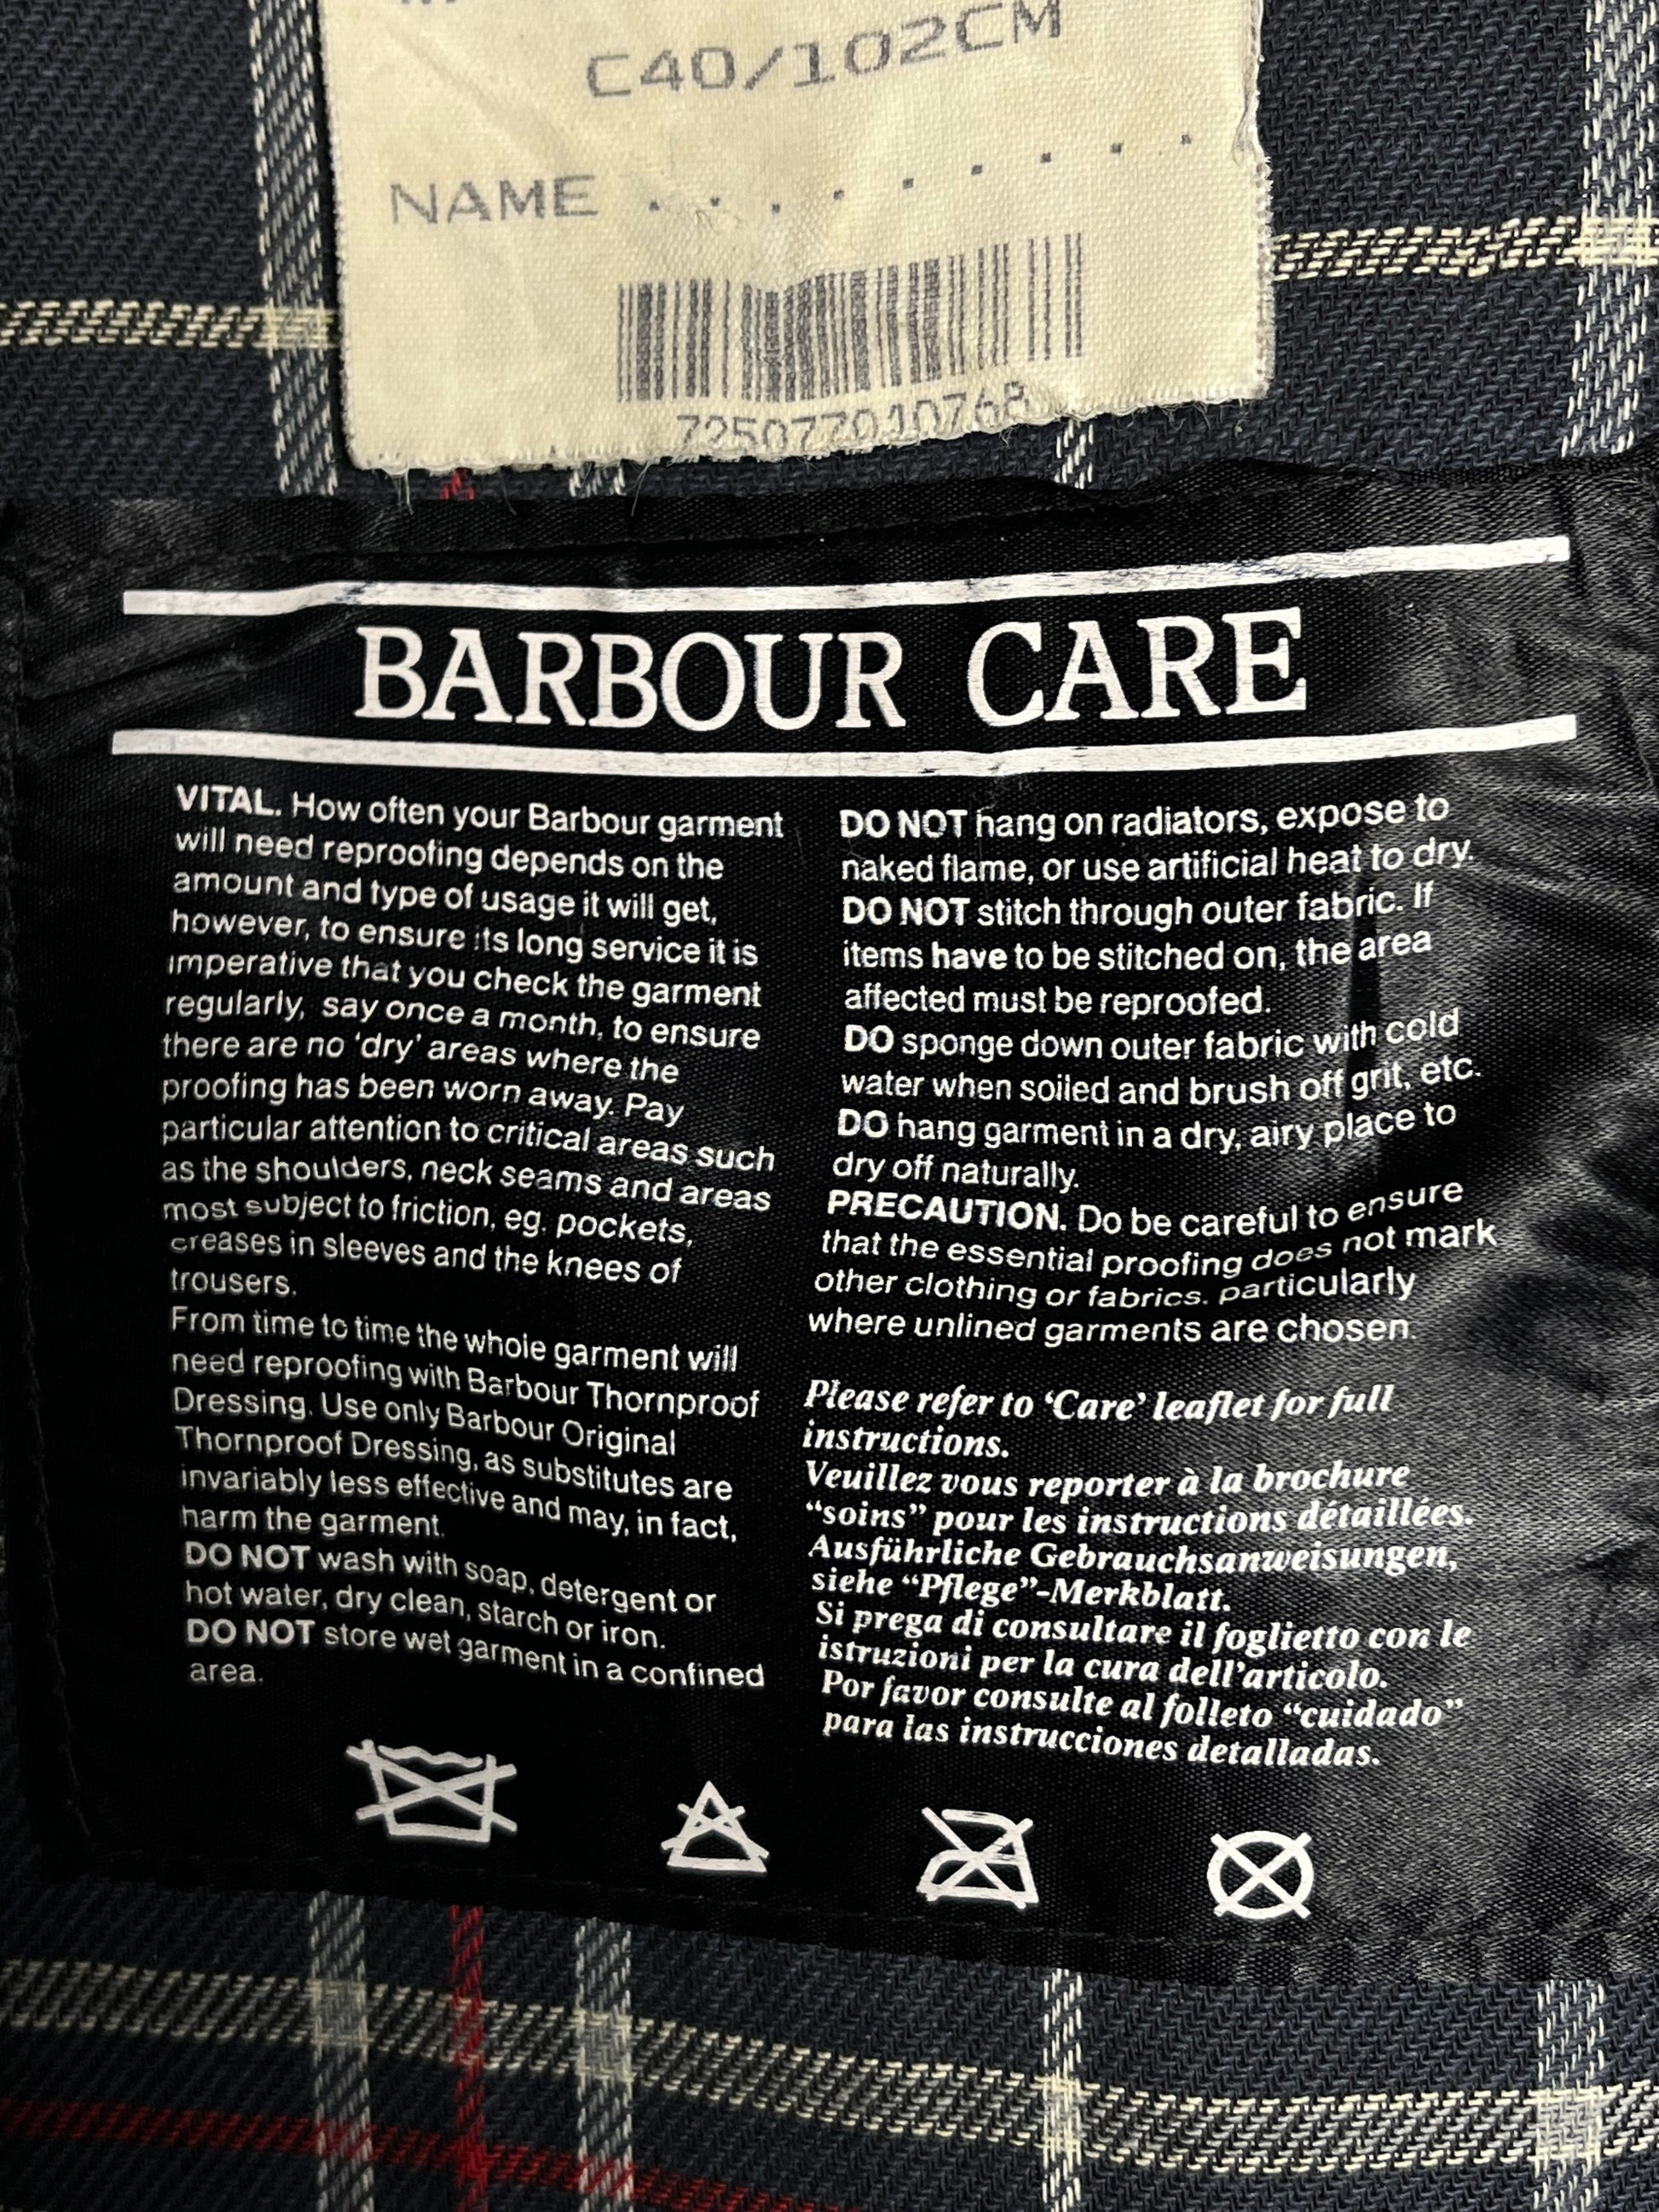 C40/102CM
NAME . . . . . . . . .
725077010768
BARBOUR CARE
VITAL. How often your Barbour garment
will need reproofing depends on the
amount and type of usage it will get,
however, to ensure its long service it is
imperative that you check the garment
regularly, say once a month, to ensure
there are no 'dry' areas where the
proofing has been worn away. Pay
particular attention to critical areas such
as the shoulders, neck seams and areas
most subject to friction, eg. pockets,
creases in sleeves and the knees of
trousers.
From time to time the whole garment will
need reproofing with Barbour Thornproof
Dressing. Use only Barbour Original
Thornproof Dressing, as substitutes are
invariably less effective and may, in fact,
harm the garment.
DO NOT wash with soap, detergent or
hot water, dry clean, starch or iron.
DO NOT store wet garment in a confined
area.
DO NOT hang on radiators, expose to
naked flame, or use artificial heat to dry.
DO NOT stitch through outer fabric. If
items have to be stitched on, the area
affected must be reproofed.
DO sponge down outer fabric with cold
water when soiled and brush off grit, etc.
DO hang garment in a dry, airy place to
dry off naturally.
PRECAUTION. Do be careful to ensure
that the essential proofing does not mark
other clothing or fabrics. particularly
where unlined garments are chosen.
Please refer to 'Care' leaflet for full
instructions.
Veuillez vous reporter à la brochure
“soins” pour les instructions détaillées.
Ausführliche Gebrauchsanweisungen,
siehe “Pflege”-Merkblatt.
Si prega di consultare il foglietto con le
istruzioni per la cura dell'articolo.
Por favor consulte al folleto “cuidado”
para las instrucciones detalladas.